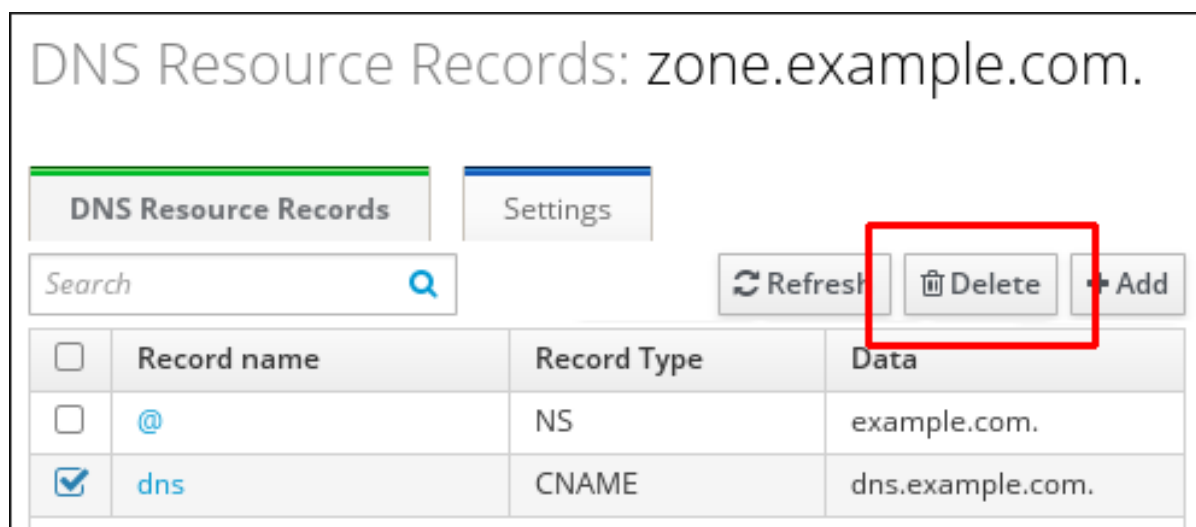 DNS Resource Records: zone.example.com.
DNS Resource Records Settings
Search Refresh Delete Add
Record name Record Type Data
@ NS example.com.
dns CNAME dns.example.com.